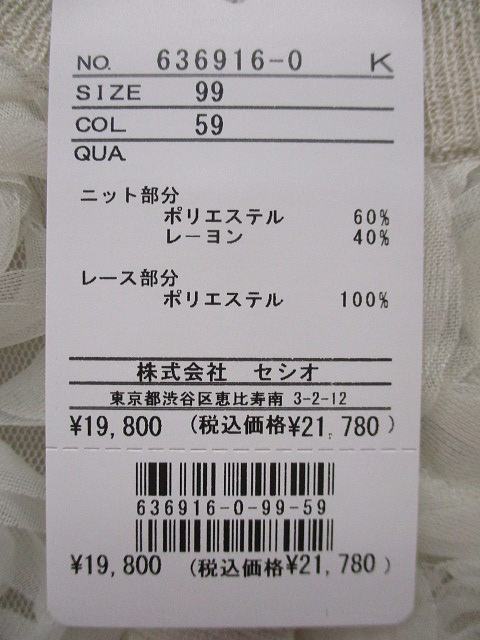 NO. 636916-0 K
SIZE 99
COL 59
QUA.
ニット部分
ポリエステル 60%
レーヨン 40%
レース部分
ポリエステル 100%
株式会社 セシオ
東京都渋谷区恵比寿南 3-2-12
¥19,800 (税込価格¥21,780)
636916-0-99-59
¥19,800 (税込価格¥21,780)